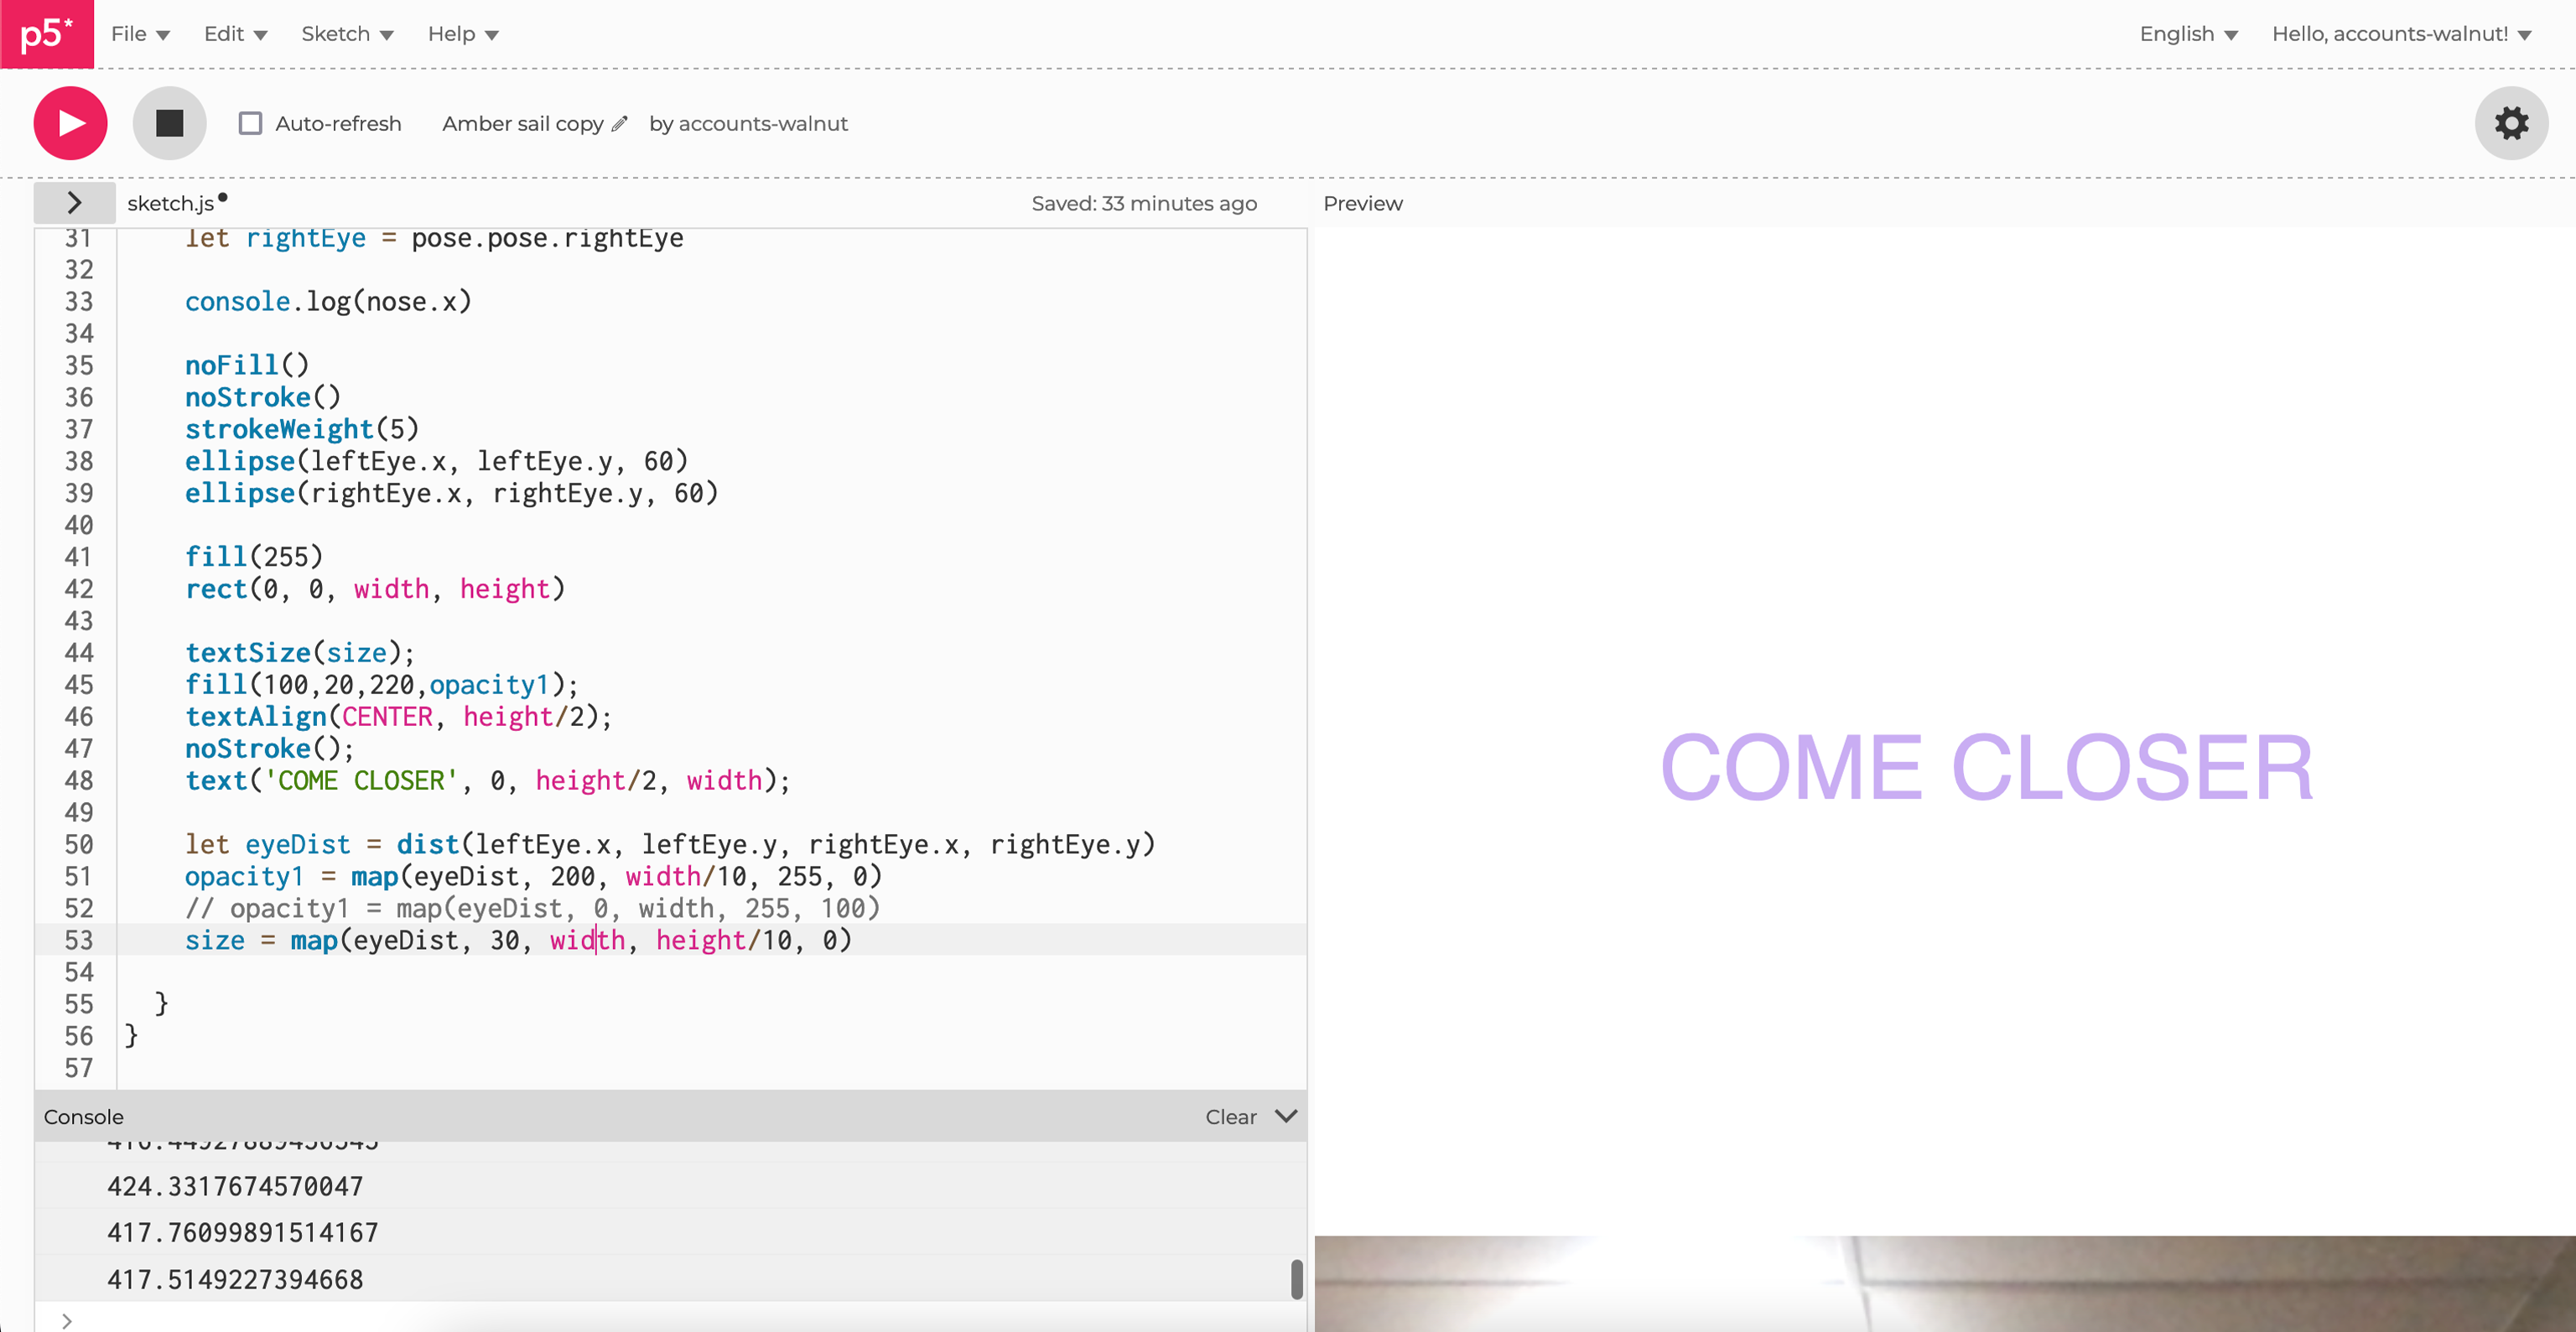 p5* File Edit Sketch Help English Hello, accounts-walnut!
Auto-refresh Amber sail copy by accounts-walnut
sketch.js Saved: 33 minutes ago Preview
31 let rightEye = pose.pose.rightEye
32
33 console.log(nose.x)
34
35 noFill()
36 noStroke()
37 strokeWeight(5)
38 ellipse(leftEye.x, leftEye.y, 60)
39 ellipse(rightEye.x, rightEye.y, 60)
40
41 fill(255)
42 rect(0, 0, width, height)
43
44 textSize(size);
45 fill(100,20,220,opacity1);
46 textAlign(CENTER, height/2);
47 noStroke();
48 text('COME CLOSER', 0, height/2, width);
49
50 let eyeDist = dist(leftEye.x, leftEye.y, rightEye.x, rightEye.y)
51 opacity1 = map(eyeDist, 200, width/10, 255, 0)
52 // opacity1 = map(eyeDist, 0, width, 255, 100)
53 size = map(eyeDist, 30, width, height/10, 0)
54
55 }
56 }
57
COME CLOSER
Console Clear
424.3317674570047
417.76099891514167
417.5149227394668
>